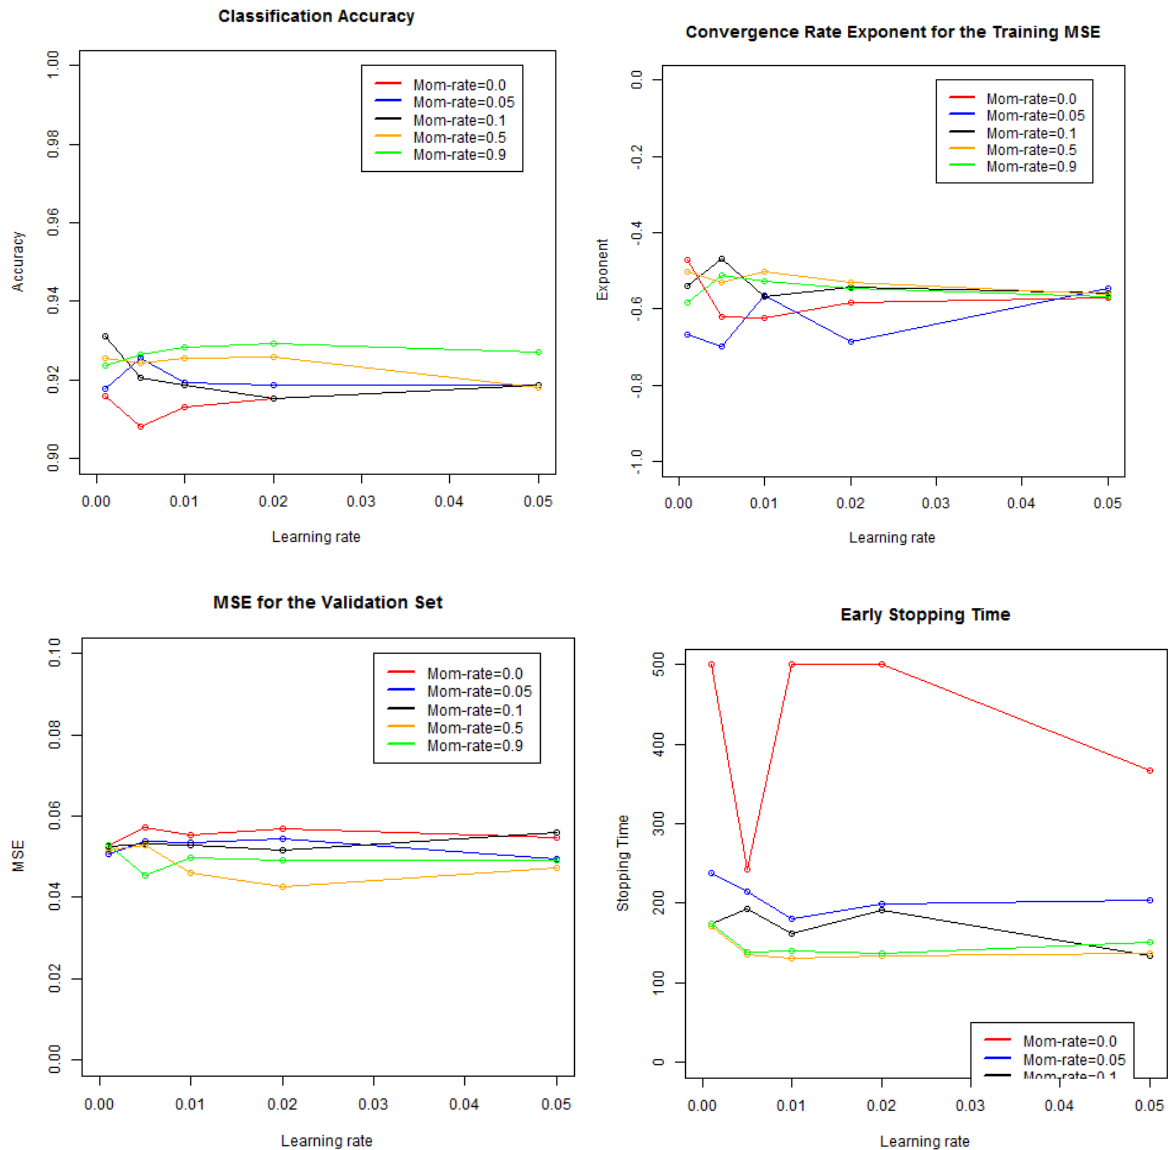 Classification Accuracy
Accuracy
1.00
0.98
0.96
0.94
0.92
0.90
Mom-rate=0.0
Mom-rate=0.05
Mom-rate=0.1
Mom-rate=0.5
Mom-rate=0.9
0.00 0.01 0.02 0.03 0.04 0.05
Learning rate
Convergence Rate Exponent for the Training MSE
Exponent
0.0
-0.2
-0.4
-0.6
-0.8
-1.0
Mom-rate=0.0
Mom-rate=0.05
Mom-rate=0.1
Mom-rate=0.5
Mom-rate=0.9
0.00 0.01 0.02 0.03 0.04 0.05
Learning rate
MSE for the Validation Set
MSE
0.10
0.08
0.06
0.04
0.02
0.00
Mom-rate=0.0
Mom-rate=0.05
Mom-rate=0.1
Mom-rate=0.5
Mom-rate=0.9
0.00 0.01 0.02 0.03 0.04 0.05
Learning rate
Early Stopping Time
Stopping Time
500
400
300
200
100
0
Mom-rate=0.0
Mom-rate=0.05
Mom-rate=0.1
0.00 0.01 0.02 0.03 0.04 0.05
Learning rate